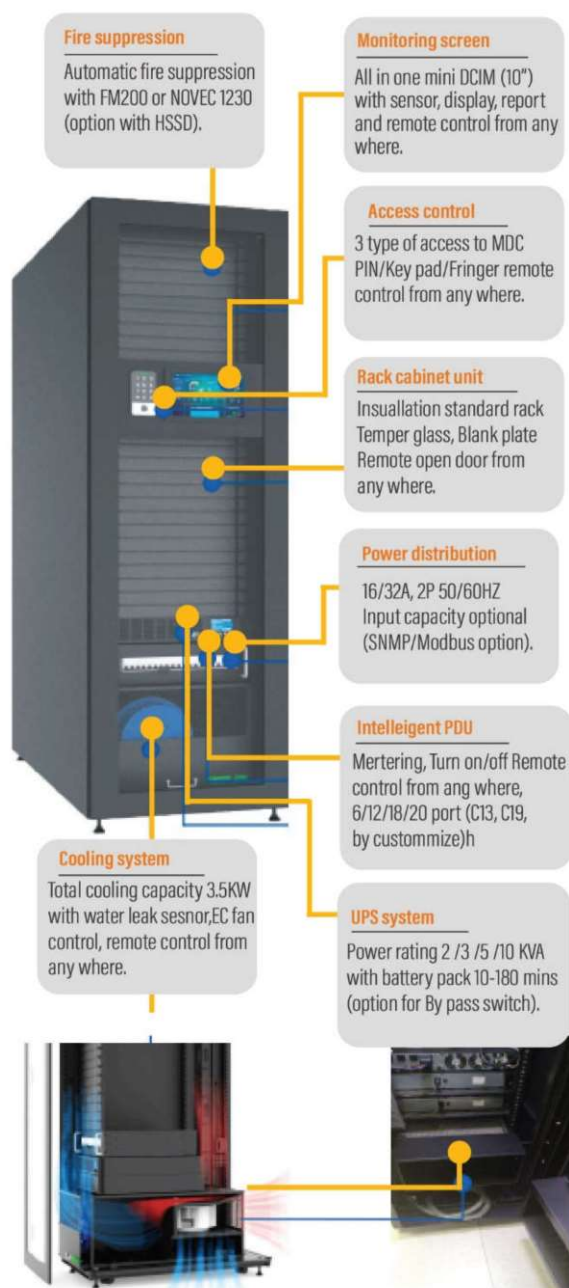 Fire suppression
Automatic fire suppression
with FM200 or NOVEC 1230
(option with HSSD).
Monitoring screen
All in one mini DCIM (10”)
with sensor, display, report
and remote control from any
where.
Access control
3 type of access to MDC
PIN/Key pad/Fringer remote
control from any where.
Rack cabinet unit
Insuallation standard rack
Temper glass, Blank plate
Remote open door from
any where.
Power distribution
16/32A, 2P 50/60HZ
Input capacity optional
(SNMP/Modbus option).
Intelleigent PDU
Mertering, Turn on/off Remote
control from ang where,
6/12/18/20 port (C13, C19,
by custommize)h
Cooling system
Total cooling capacity 3.5KW
with water leak sesnor,EC fan
control, remote control from
any where.
UPS system
Power rating 2 /3 /5 /10 KVA
with battery pack 10-180 mins
(option for By pass switch).